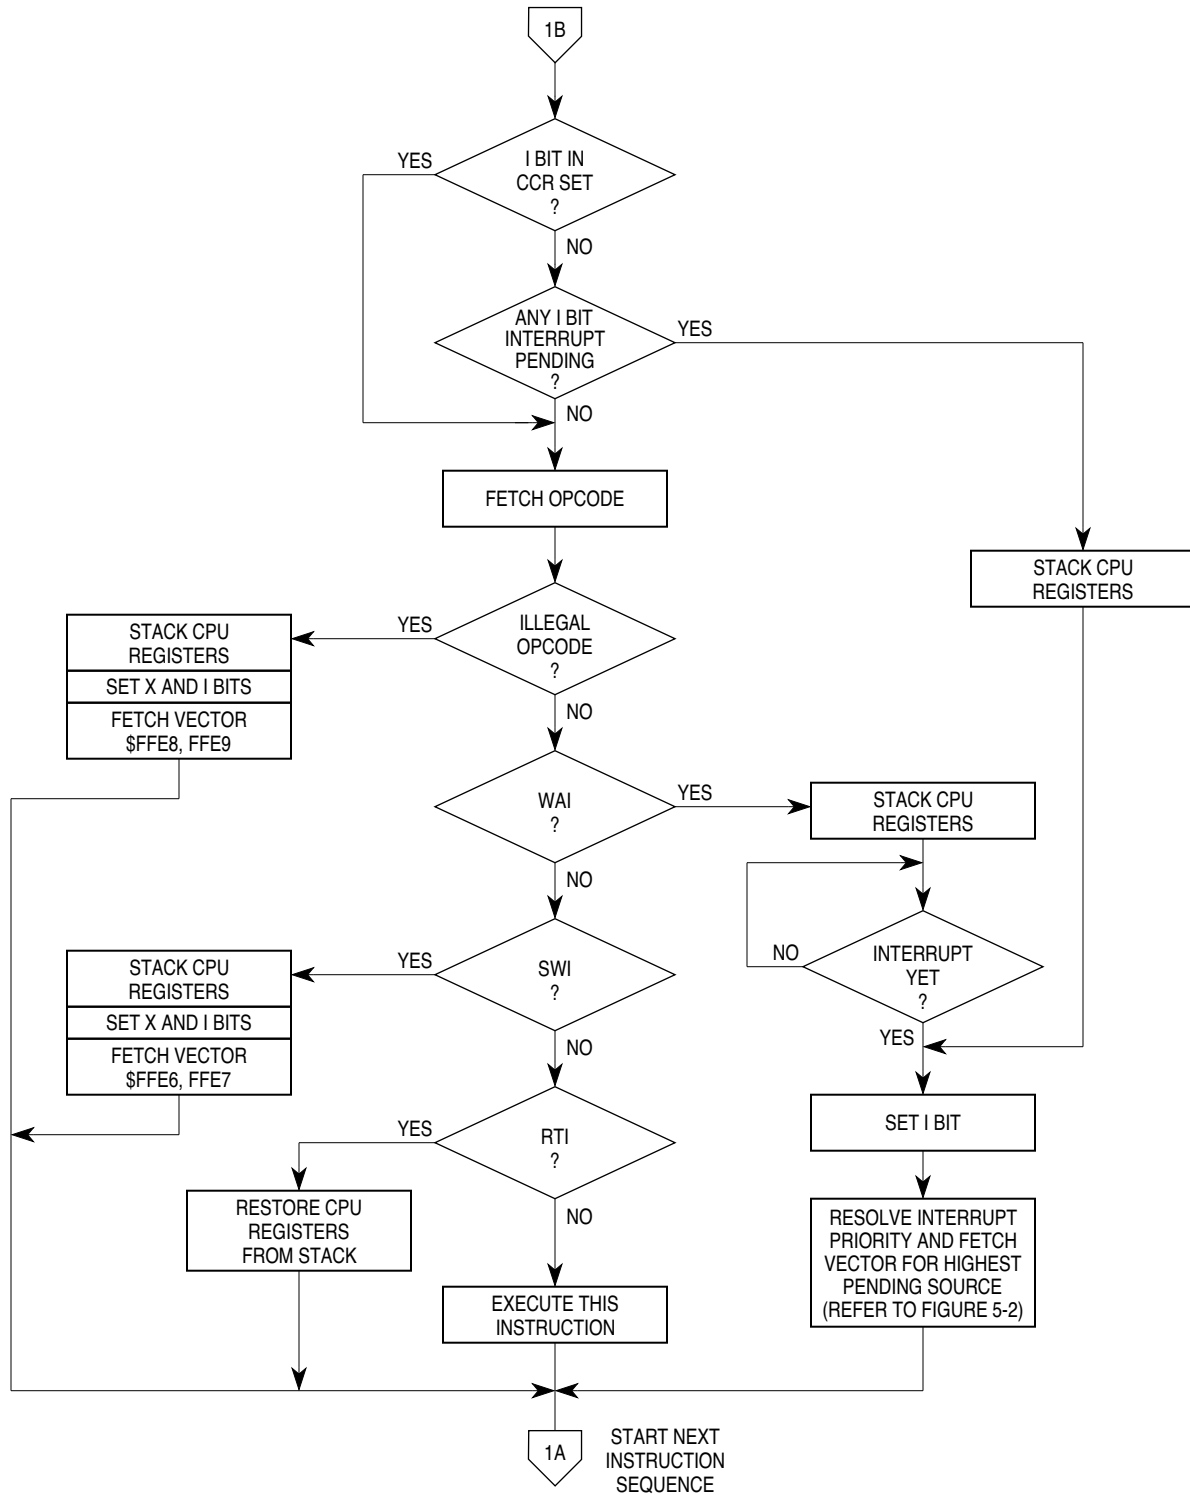 1B
I BIT IN
CCR SET
?
YES
NO
ANY I BIT
INTERRUPT
PENDING
?
YES
NO
FETCH OPCODE
STACK CPU
REGISTERS
ILLEGAL
OPCODE
?
YES
NO
STACK CPU
REGISTERS
SET X AND I BITS
FETCH VECTOR
$FFE8, FFE9
WAI
?
YES
NO
STACK CPU
REGISTERS
INTERRUPT
YET
?
NO
YES
SWI
?
YES
NO
STACK CPU
REGISTERS
SET X AND I BITS
FETCH VECTOR
$FFE6, FFE7
SET I BIT
RTI
?
YES
NO
RESTORE CPU
REGISTERS
FROM STACK
RESOLVE INTERRUPT
PRIORITY AND FETCH
VECTOR FOR HIGHEST
PENDING SOURCE
(REFER TO FIGURE 5-2)
EXECUTE THIS
INSTRUCTION
1A
START NEXT
INSTRUCTION
SEQUENCE